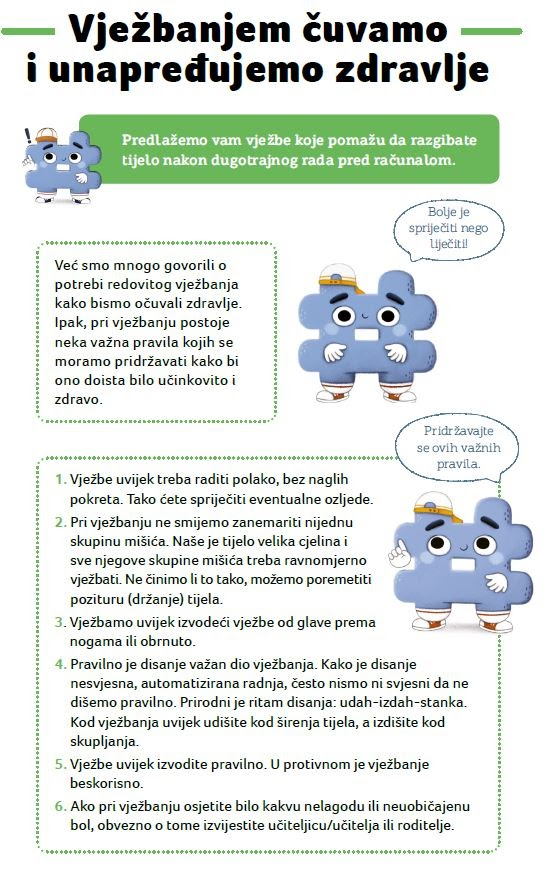 Vježbanjem čuvamo
i unapređujemo zdravlje
Predlažemo vam vježbe koje pomažu da razgibate
tijelo nakon dugotrajnog rada pred računalom.
Bolje je
spriječiti nego
liječiti!
Već smo mnogo govorili o
potrebi redovitog vježbanja
kako bismo očuvali zdravlje.
Ipak, pri vježbanju postoje
neka važna pravila kojih se
moramo pridržavati kako bi
ono doista bilo učinkovito i
zdravo.
Pridržavajte
se ovih važnih
pravila.
1. Vježbe uvijek treba raditi polako, bez naglih
pokreta. Tako ćete spriječiti eventualne ozljede.
2. Pri vježbanju ne smijemo zanemariti nijednu
skupinu mišića. Naše je tijelo velika cjelina i
sve njegove skupine mišića treba ravnomjerno
vježbati. Ne činimo li to tako, možemo poremetiti
pozituru (držanje) tijela.
3. Vježbamo uvijek izvodeći vježbe od glave prema
nogama ili obrnuto.
4. Pravilno je disanje važan dio vježbanja. Kako je disanje
nesvjesna, automatizirana radnja, često nismo ni svjesni da ne
dišemo pravilno. Prirodni je ritam disanja: udah-izdah-stanka.
Kod vježbanja uvijek udišite kod širenja tijela, a izdišite kod
skupljanja.
5. Vježbe uvijek izvodite pravilno. U protivnom je vježbanje
beskorisno.
6. Ako pri vježbanju osjetite bilo kakvu nelagodu ili neuobičajenu
bol, obvezno o tome izvijestite učiteljicu/učitelja ili roditelje.